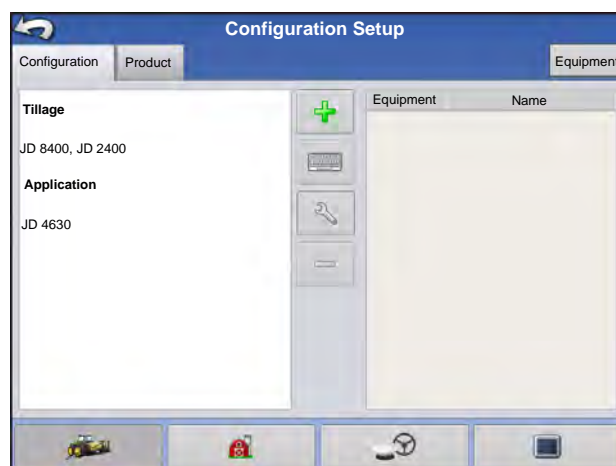 Configuration Setup
Configuration Product Equipment
Equipment Name
Tillage
JD 8400, JD 2400
Application
JD 4630